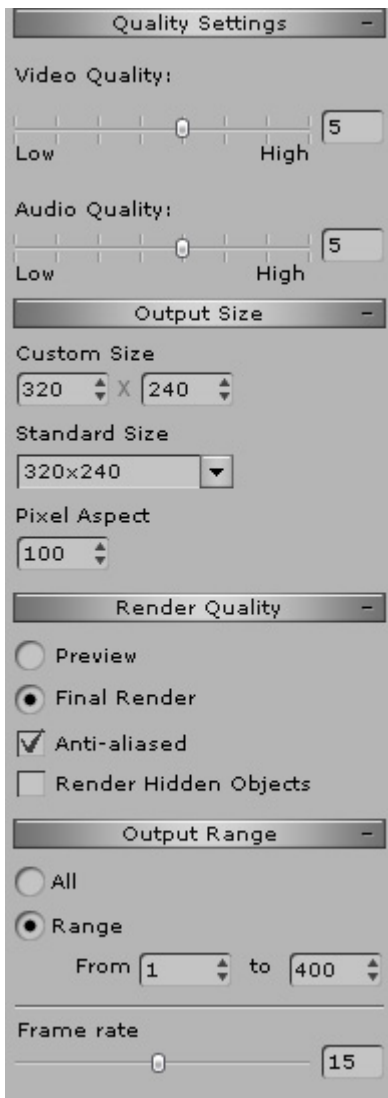 Quality Settings -
Video Quality:
5
Low High
Audio Quality:
5
Low High
Output Size -
Custom Size
320 X 240
Standard Size
320x240
Pixel Aspect
100
Render Quality -
Preview
Final Render
Anti-aliased
Render Hidden Objects
Output Range -
All
Range
From 1 to 400
Frame rate
15